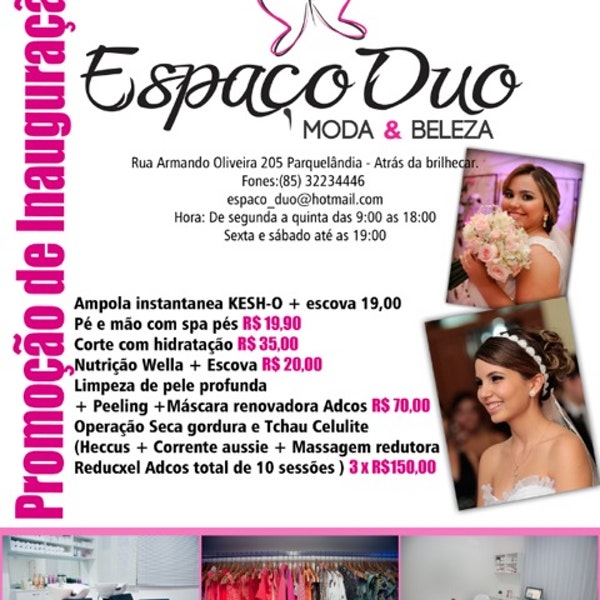 Promoção de Inauguraçã
Espaço Duo
MODA & BELEZA
Rua Armando Oliveira 205 Parquelândia - Atrás da brilhecar.
Fones:(85) 32234446
espaco_duo@hotmail.com
Hora: De segunda a quinta das 9:00 as 18:00
Sexta e sábado até as 19:00
Ampola instantanea KESH-O + escova 19,00
Pé e mão com spa pés R$ 19,90
Corte com hidratação R$ 35,00
Nutrição Wella + Escova R$ 20,00
Limpeza de pele profunda
+ Peeling +Máscara renovadora Adcos R$ 70,00
Operação Seca gordura e Tchau Celulite
(Heccus + Corrente aussie + Massagem redutora
Reducxel Adcos total de 10 sessões ) 3 x R$150,00